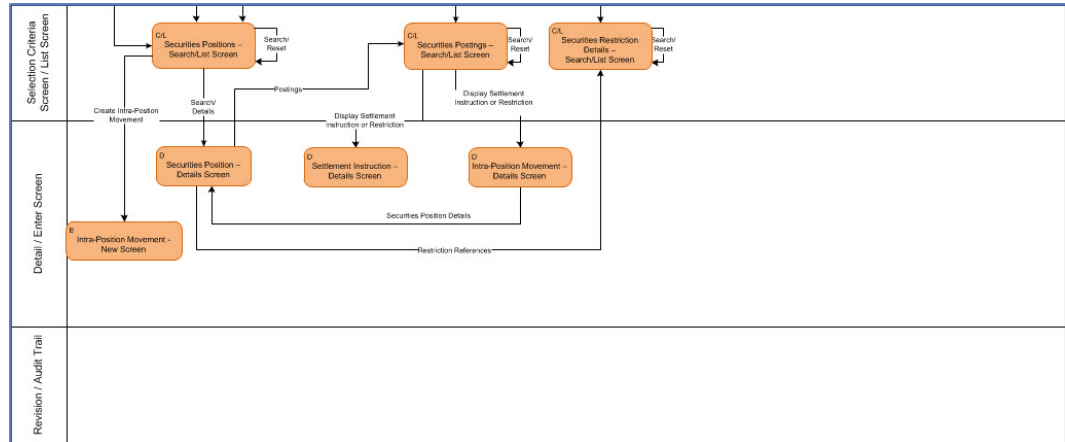 Selection Criteria
Screen / List Screen
C/L
Securities Positions –
Search/List Screen
Search/
Reset
C/L
Securities Postings –
Search/List Screen
Search/
Reset
C/L
Securities Restriction
Details –
Search/List Screen
Search/
Reset
Postings
Create Intra-Postion
Movement
Search/
Details
Display Settlement
Instruction or Restriction
Display Settlement
Instruction or Restriction
Detail / Enter Screen
D
Securities Position –
Details Screen
D
Settlement Instruction –
Details Screen
D
Intra-Position Movement –
Details Screen
Securities Position Details
E
Intra-Position Movement -
New Screen
Restriction References
Revision / Audit Trail